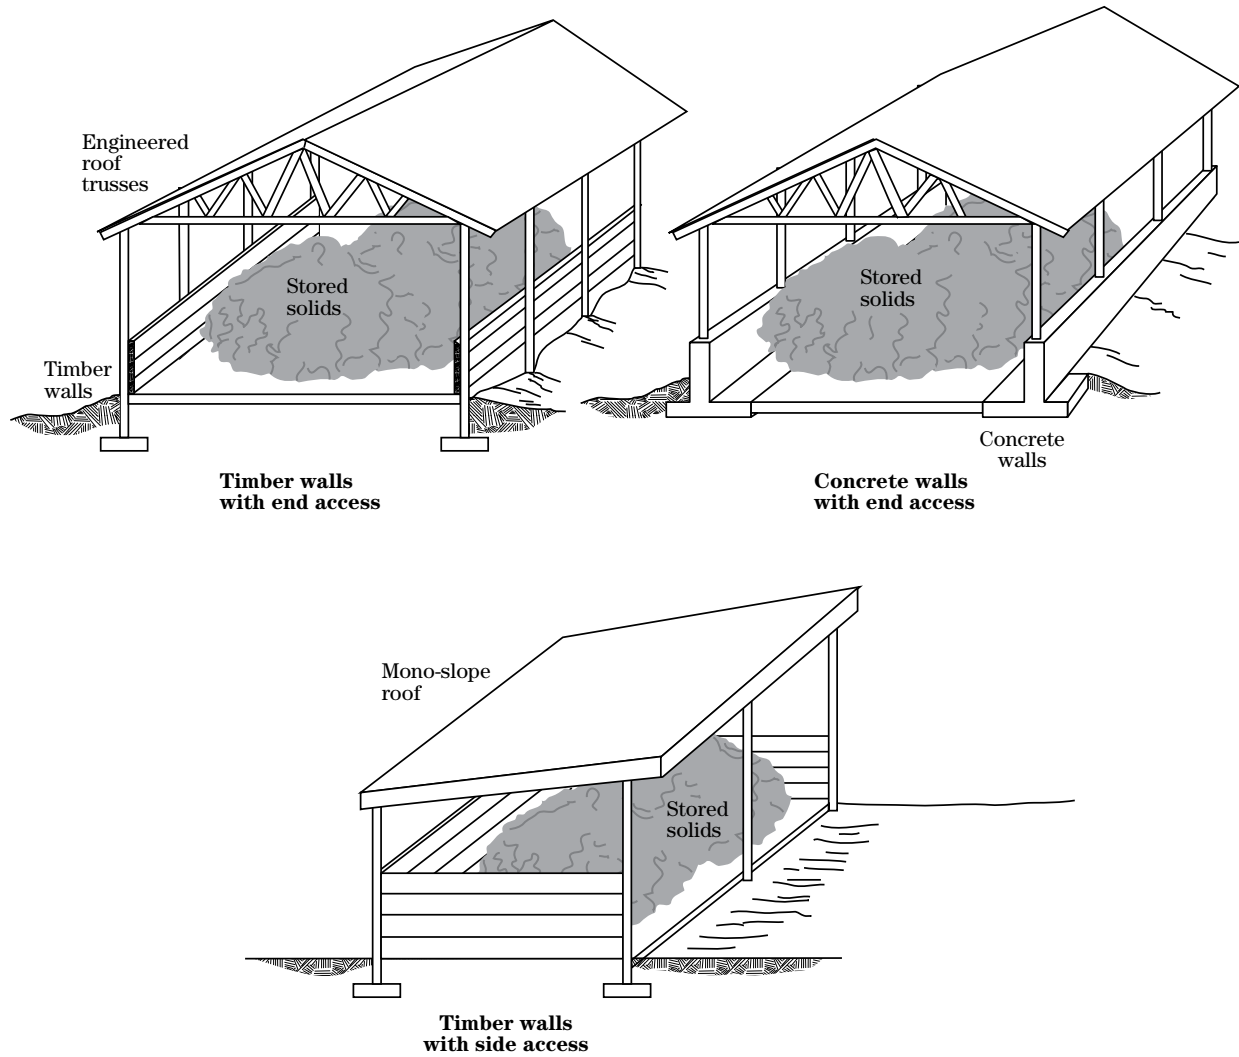 Engineered
roof
trusses
Stored
solids
Timber
walls
Timber walls
with end access
Stored
solids
Concrete
walls
Concrete walls
with end access
Mono-slope
roof
Stored
solids
Timber walls
with side access